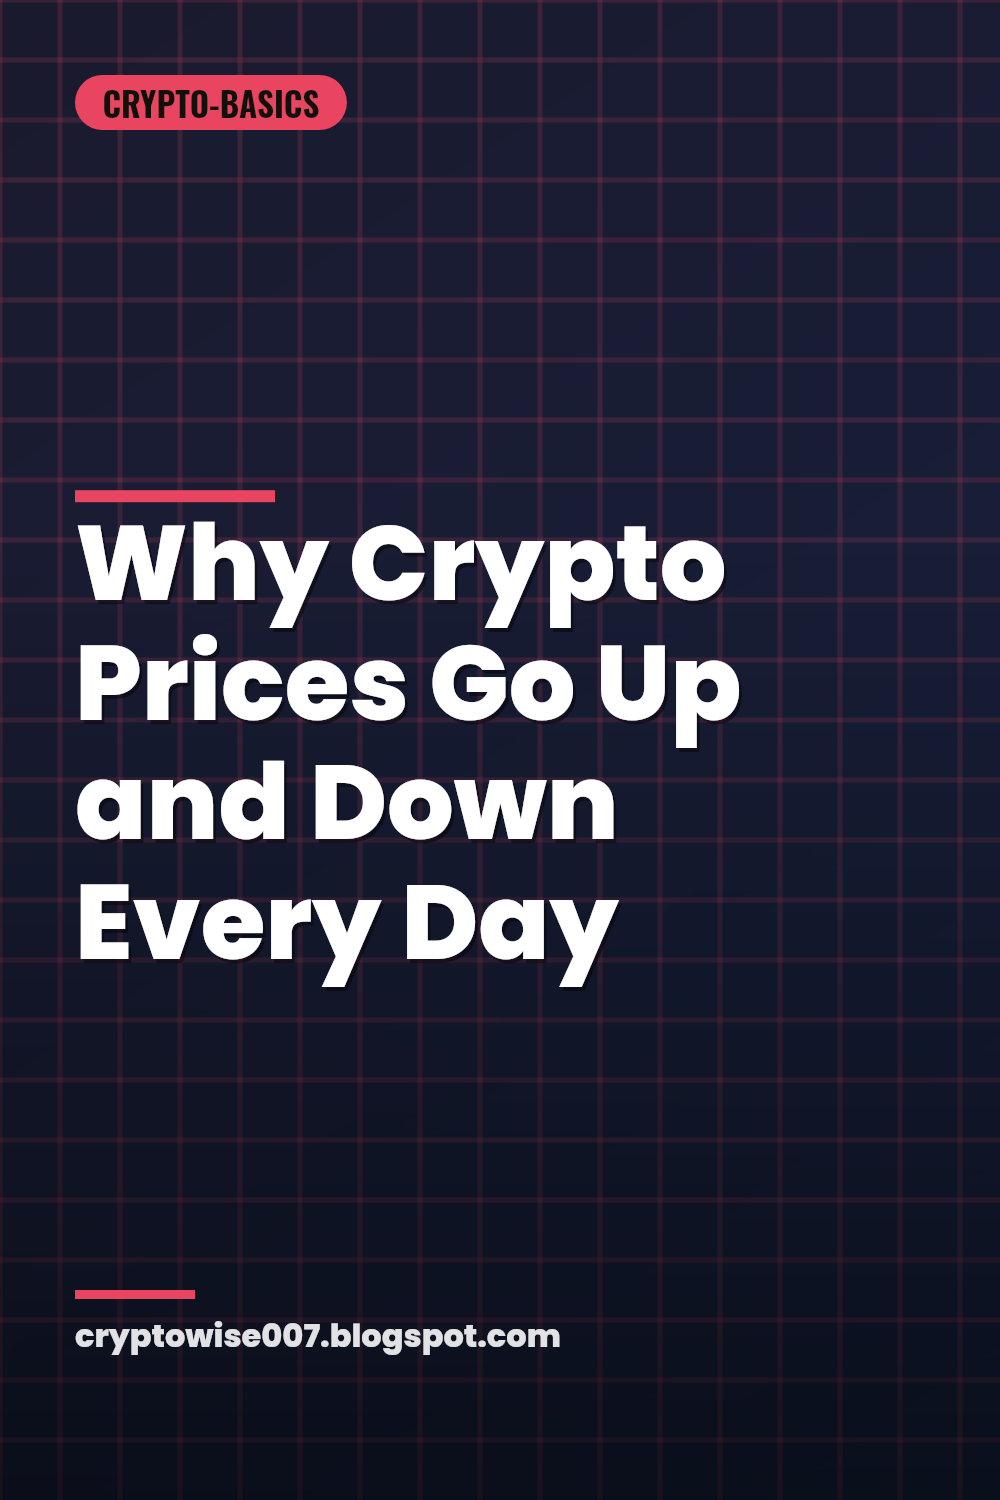 CRYPTO-BASICS
Why Crypto
Prices Go Up
and Down
Every Day
cryptowise007.blogspot.com